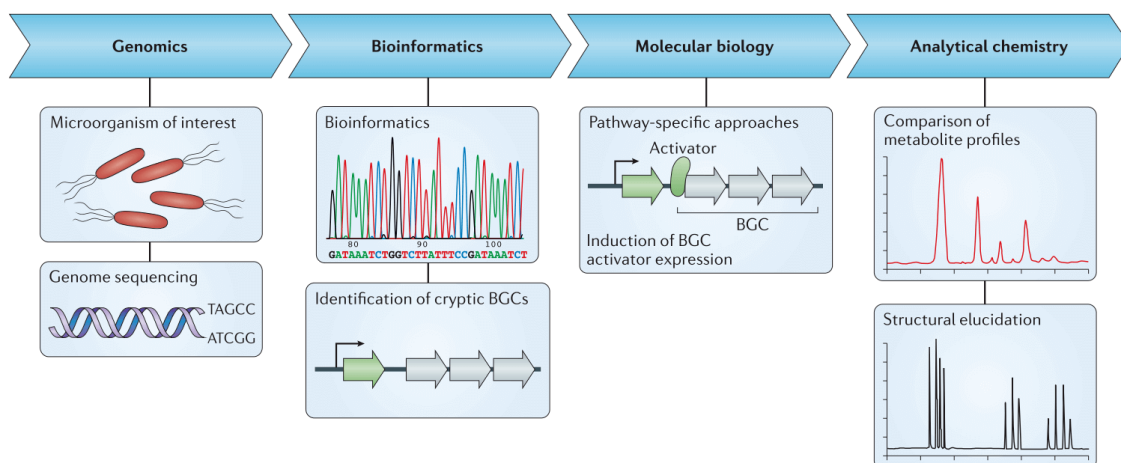 Genomics
Bioinformatics
Molecular biology
Analytical chemistry
Microorganism of interest
Genome sequencing
TAGCC
ATCGG
Bioinformatics
80 90 100
GATAAATCTGGTCTTATTTCCGATAAATCT
Identification of cryptic BGCs
Pathway-specific approaches
Activator
BGC
Induction of BGC
activator expression
Comparison of
metabolite profiles
Structural elucidation